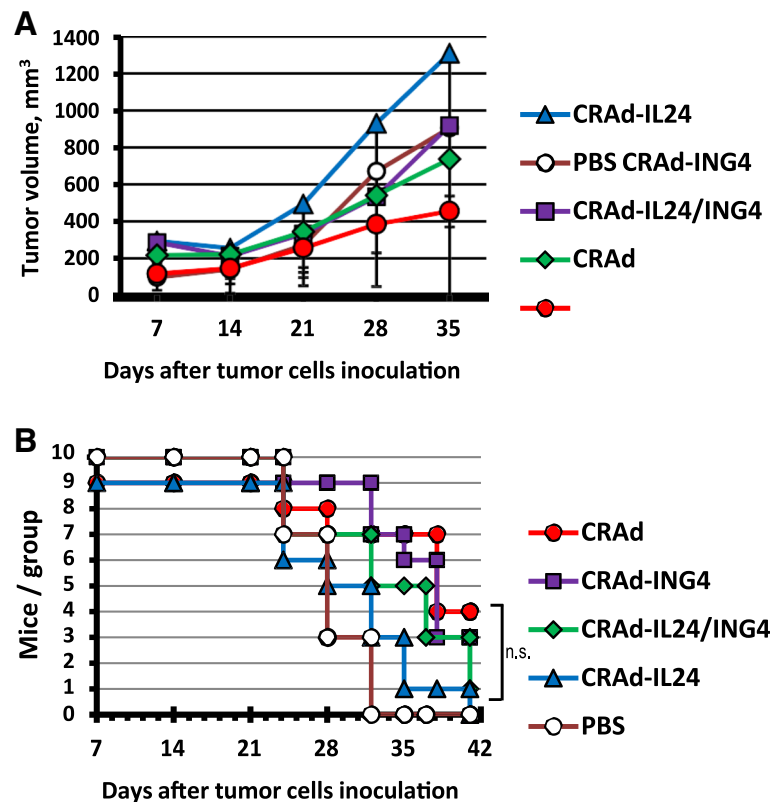 A
Tumor volume, mm³
1400
1200
1000
800
600
400
200
0
7 14 21 28 35
Days after tumor cells inoculation
CRAd-IL24
PBS CRAd-ING4
CRAd-IL24/ING4
CRAd
B
Mice / group
10
9
8
7
6
5
4
3
2
1
0
7 14 21 28 35 42
Days after tumor cells inoculation
n.s.
CRAd
CRAd-ING4
CRAd-IL24/ING4
CRAd-IL24
PBS